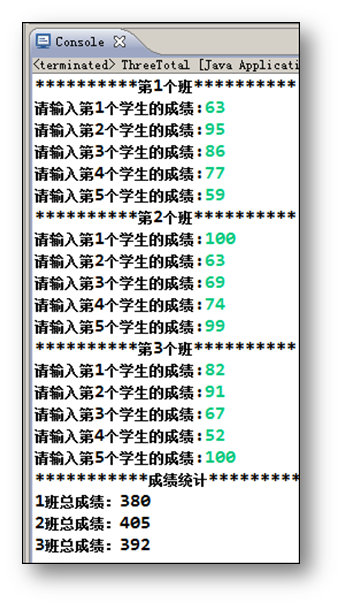 Console
<terminated> ThreeTotal [Java Applicati
**********第1个班**********
请输入第1个学生的成绩:63
请输入第2个学生的成绩:95
请输入第3个学生的成绩:86
请输入第4个学生的成绩:77
请输入第5个学生的成绩:59
**********第2个班**********
请输入第1个学生的成绩:100
请输入第2个学生的成绩:63
请输入第3个学生的成绩:69
请输入第4个学生的成绩:74
请输入第5个学生的成绩:99
**********第3个班**********
请输入第1个学生的成绩:82
请输入第2个学生的成绩:91
请输入第3个学生的成绩:67
请输入第4个学生的成绩:52
请输入第5个学生的成绩:100
***********成绩统计*********
1班总成绩: 380
2班总成绩: 405
3班总成绩: 392